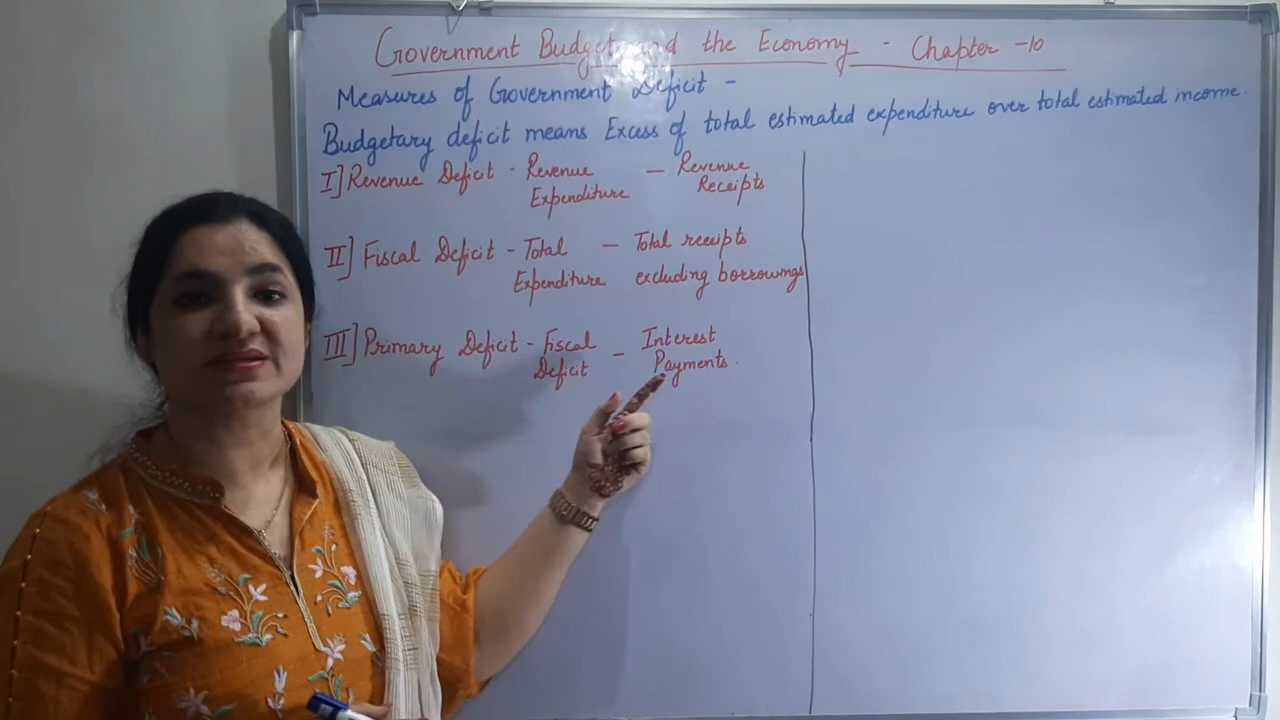 Government Budget and the Economy - Chapter -10
Measures of Government Deficit -
Budgetary deficit means Excess of total estimated expenditure over total estimated income.
I] Revenue Deficit - Revenue Expenditure — Revenue Receipts
II] Fiscal Deficit - Total Expenditure — Total receipts excluding borrowings
III] Primary Deficit - Fiscal Deficit — Interest Payments.